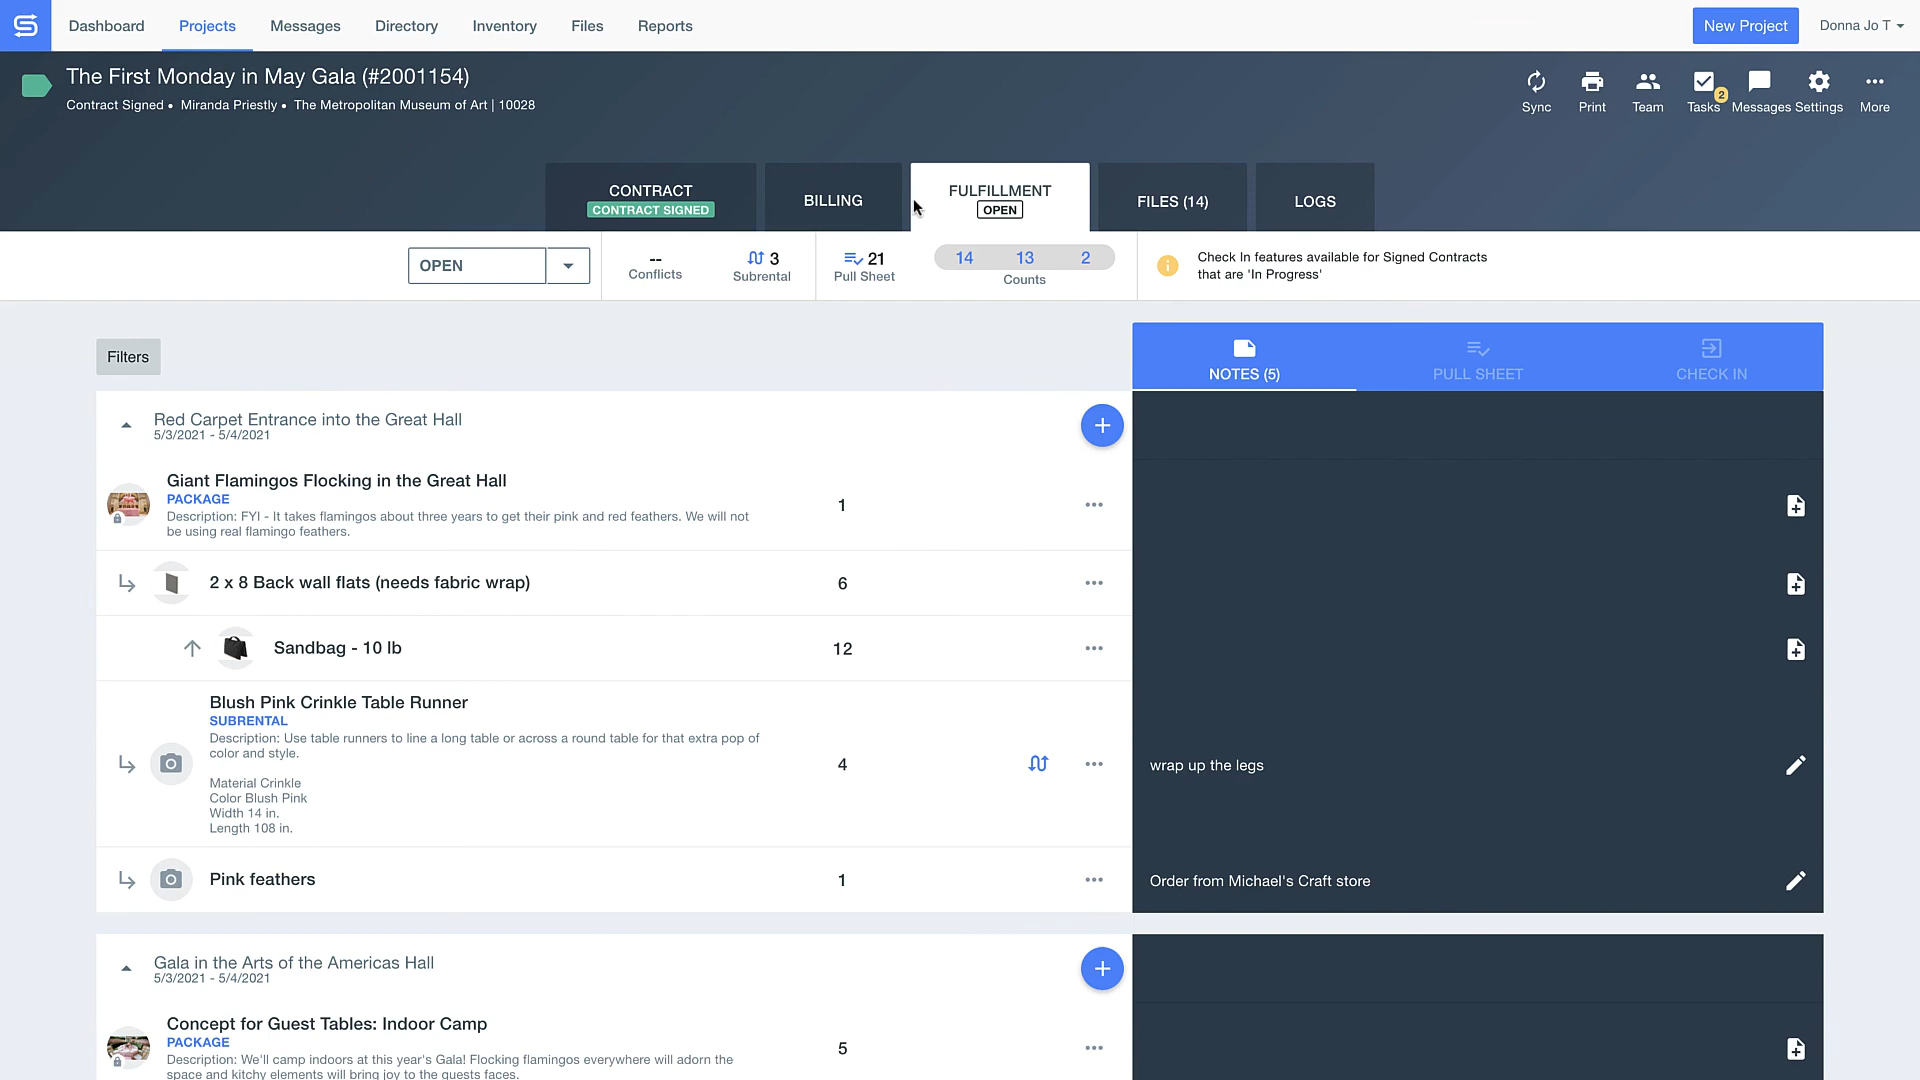 Dashboard Projects Messages Directory Inventory Files Reports New Project Donna Jo T
The First Monday in May Gala (#2001154)
Contract Signed • Miranda Priestly • The Metropolitan Museum of Art | 10028
2
Sync Print Team Tasks Messages Settings More
CONTRACT
CONTRACT SIGNED
BILLING
FULFILLMENT
OPEN
FILES (14)
LOGS
OPEN
--
Conflicts
3
Subrental
21
Pull Sheet
14 13 2
Counts
Check In features available for Signed Contracts
that are 'In Progress'
Filters
NOTES (5) PULL SHEET CHECK IN
Red Carpet Entrance into the Great Hall
5/3/2021 - 5/4/2021
Giant Flamingos Flocking in the Great Hall
PACKAGE
Description: FYI - It takes flamingos about three years to get their pink and red feathers. We will not
be using real flamingo feathers.
1
2 x 8 Back wall flats (needs fabric wrap) 6
Sandbag - 10 lb 12
Blush Pink Crinkle Table Runner
SUBRENTAL
Description: Use table runners to line a long table or across a round table for that extra pop of
color and style.
Material Crinkle
Color Blush Pink
Width 14 in.
Length 108 in.
4
wrap up the legs
Pink feathers 1 Order from Michael's Craft store
Gala in the Arts of the Americas Hall
5/3/2021 - 5/4/2021
Concept for Guest Tables: Indoor Camp
PACKAGE
Description: We'll camp indoors at this year's Gala! Flocking flamingos everywhere will adorn the
space and kitchy elements will bring joy to the guests faces.
5